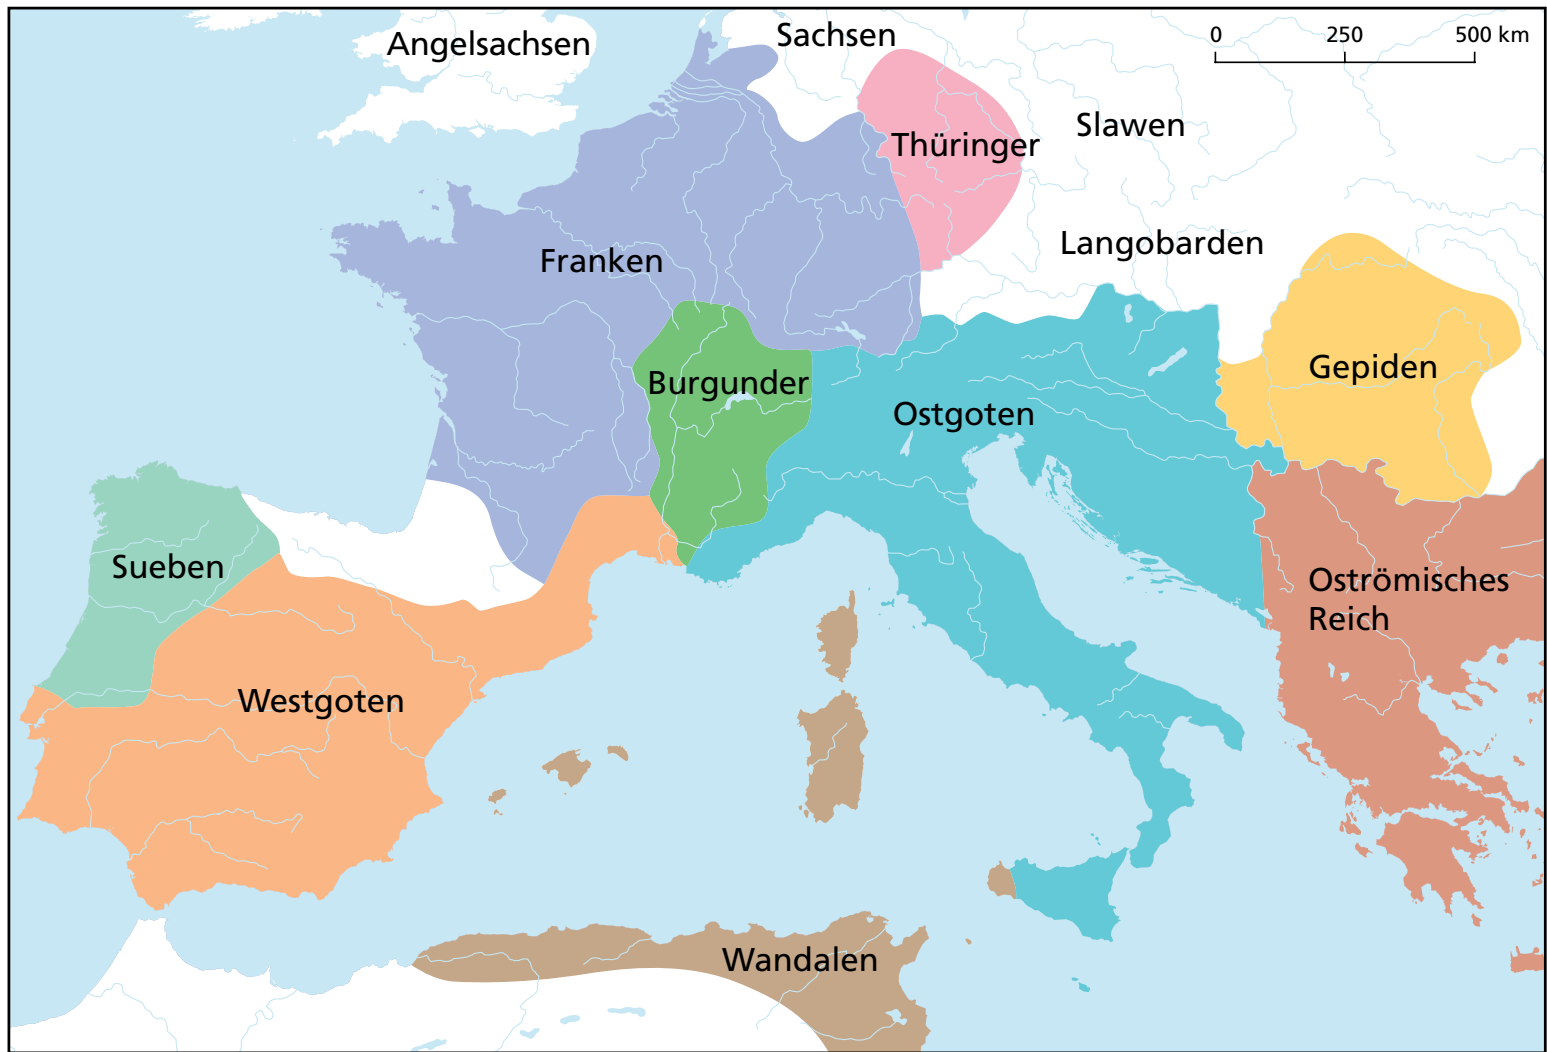 Angelsachsen
Sachsen
0 250 500 km
Slawen
Thüringer
Langobarden
Franken
Gepiden
Burgunder
Ostgoten
Sueben
Oströmisches
Reich
Westgoten
Wandalen